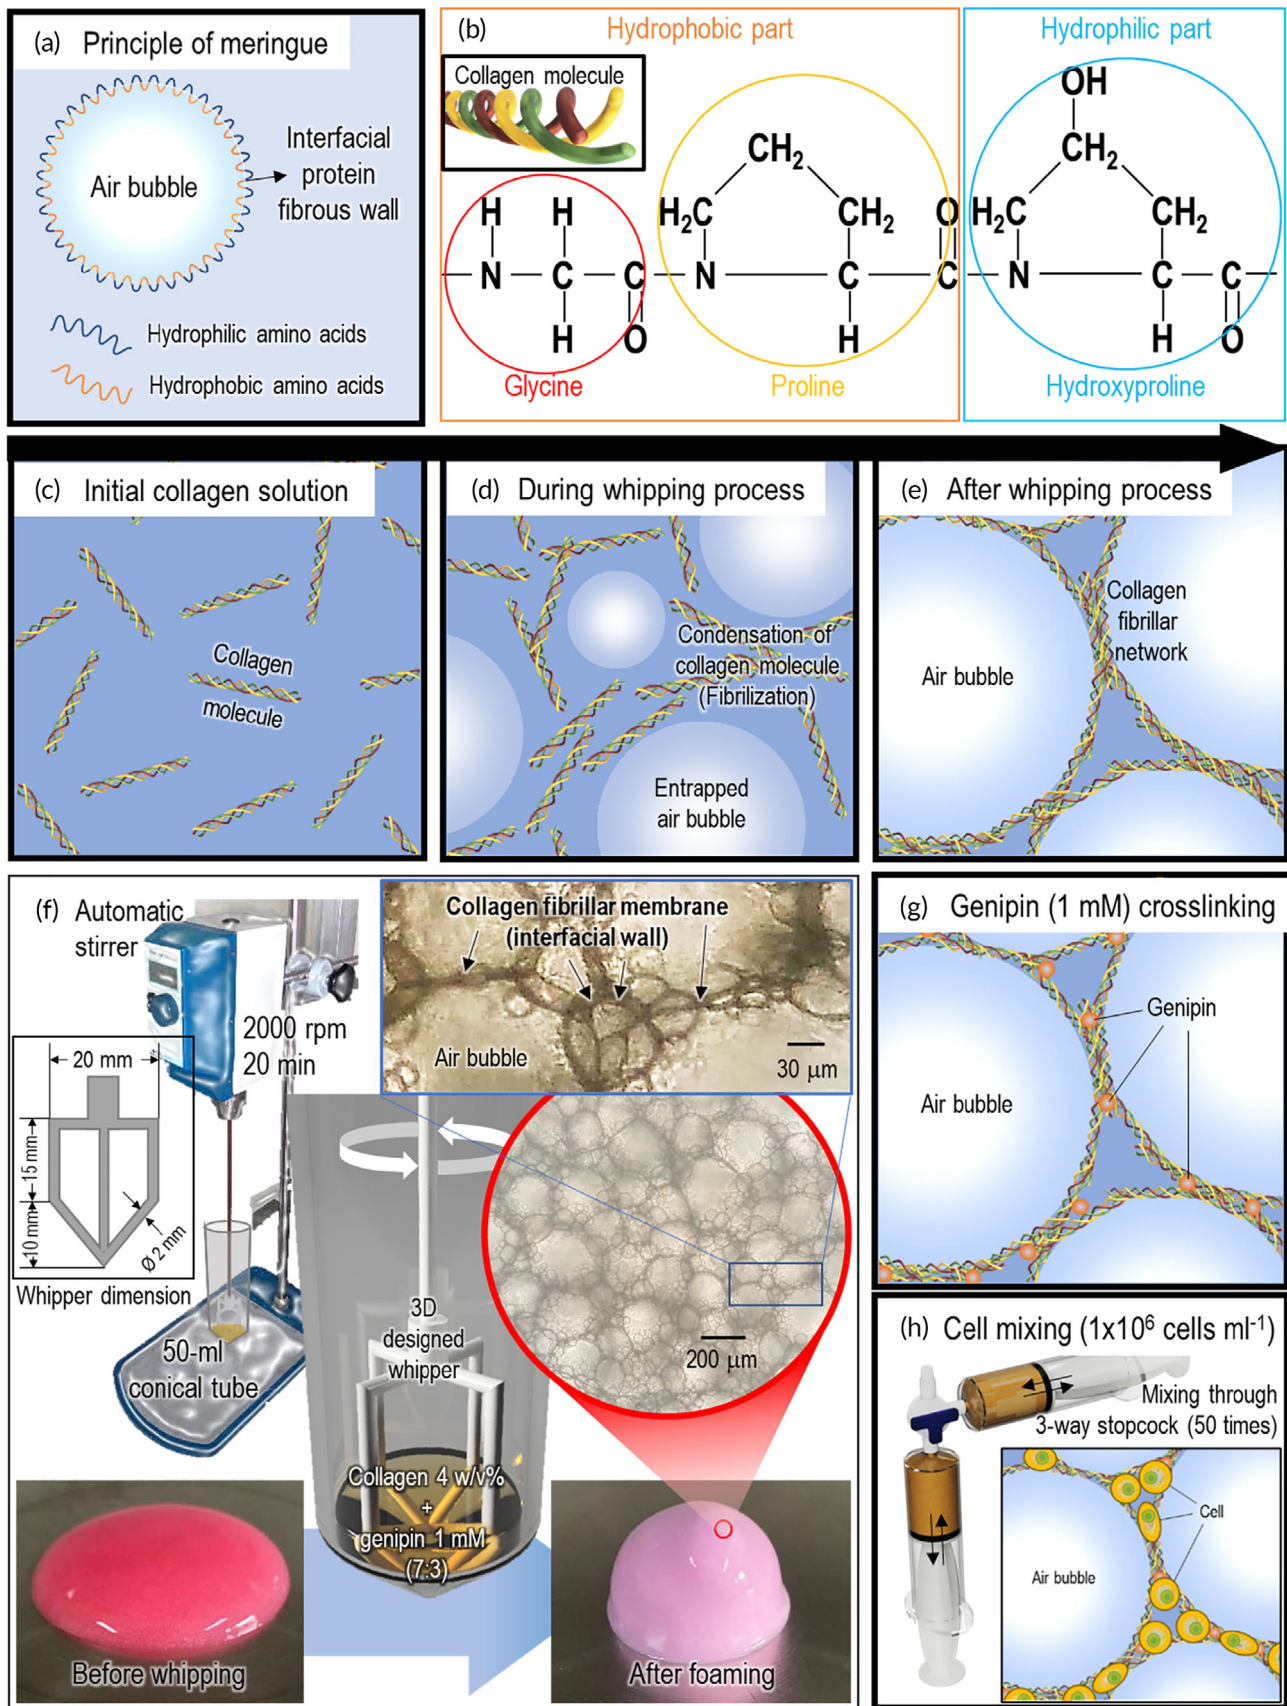 (a) Principle of meringue
Air bubble
Interfacial
protein
fibrous wall
Hydrophilic amino acids
Hydrophobic amino acids
(b)
Hydrophobic part
Hydrophilic part
Collagen molecule
OH
CH2
CH2
H
H
H2C
CH2
O
H2C
CH2
N
C
C
N
C
C
N
C
C
H
O
H
H
O
Glycine
Proline
Hydroxyproline
(c) Initial collagen solution
Collagen
molecule
(d) During whipping process
Condensation of
collagen molecule
(Fibrilization)
Entrapped
air bubble
(e) After whipping process
Collagen
fibrillar
network
Air bubble
(f) Automatic
stirrer
2000 rpm
20 min
20 mm
15 mm
10 mm
Ø 2 mm
Whipper dimension
50-ml
conical tube
Collagen fibrillar membrane
(interfacial wall)
Air bubble
30 μm
200 μm
3D
designed
whipper
Collagen 4 w/v%
+
genipin 1 mM
(7:3)
Before whipping
After foaming
(g) Genipin (1 mM) crosslinking
Genipin
Air bubble
(h) Cell mixing (1x10⁶ cells ml⁻¹)
Mixing through
3-way stopcock (50 times)
Cell
Air bubble